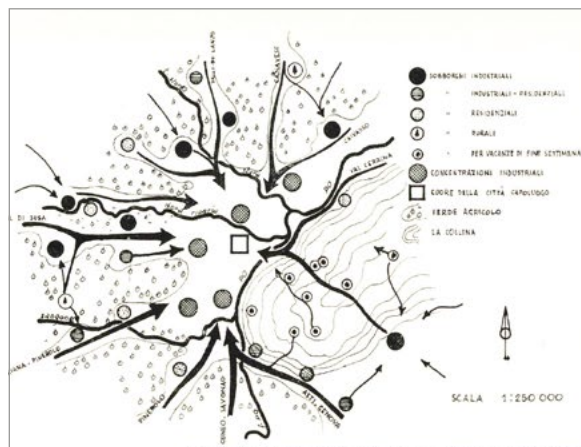 SOBBORGHI INDUSTRIALI
" INDUSTRIALI-RESIDENZIALI
" RESIDENZIALI
" RURALI
" PER VACANZE DI FINE SETTIMANA
CONCENTRAZIONI INDUSTRIALI
CUORE DELLA CITTÀ CAPOLUOGO
VERDE AGRICOLO
LA COLLINA
SCALA 1:250 000
VALLI DI LANZO
CANAVESE
CHIVASSO
PO
VAL CERRINA
L DI SUSA
PINEROLO
CUNEO-SAVONA
ASTI, GENOVA